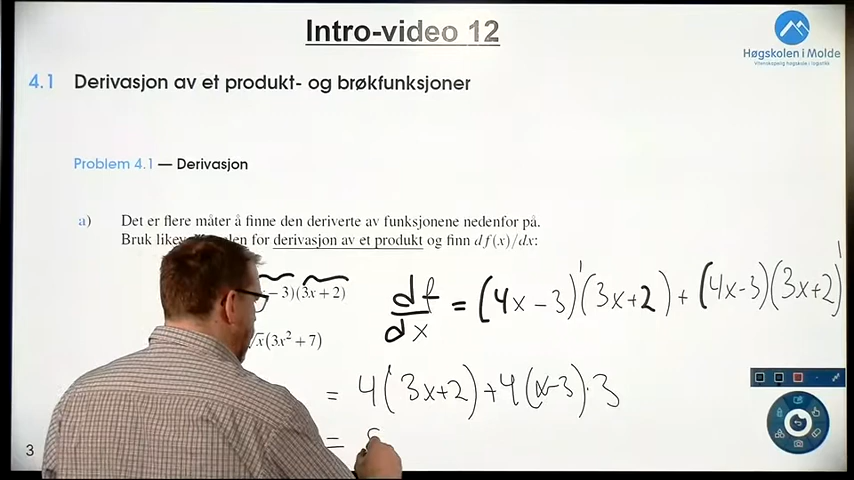 Intro-video 12
Høgskolen i Molde
Vitenskapelig høgskole i logistikk
4.1 Derivasjon av et produkt- og brøkfunksjoner
Problem 4.1 — Derivasjon
a) Det er flere måter å finne den deriverte av funksjonene nedenfor på.
Bruk likev len for derivasjon av et produkt og finn df(x)/dx:
− 3)(3x + 2)
df/dx = (4x − 3)'(3x + 2) + (4x − 3)(3x + 2)'
√x(3x² + 7)
= 4(3x + 2) + 4(x − 3) · 3
=
3